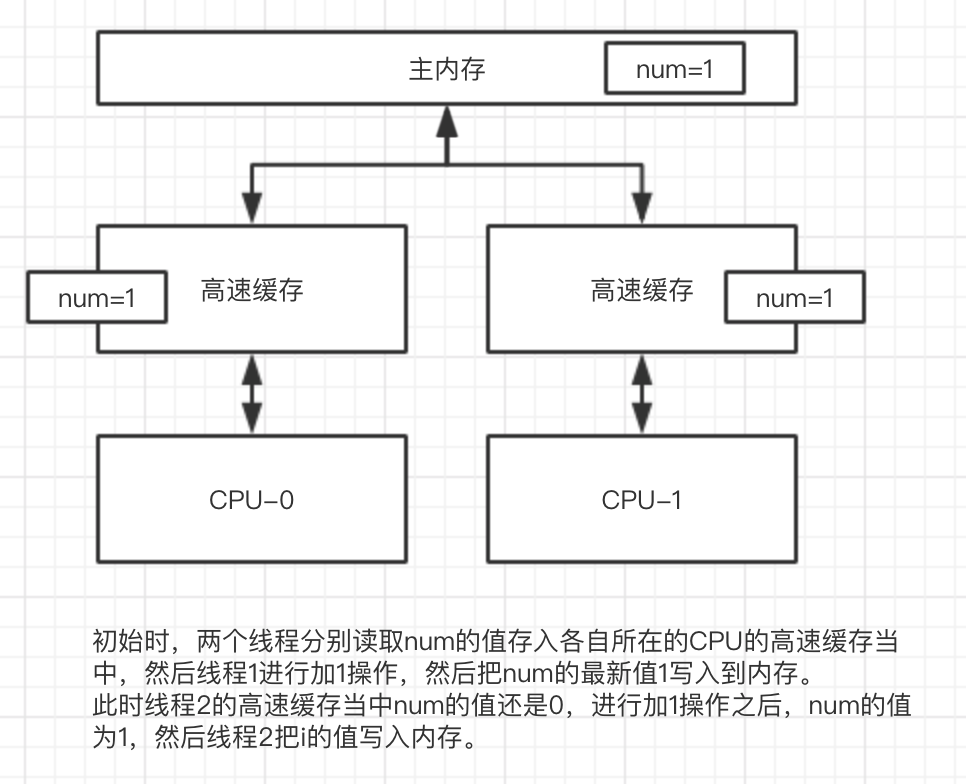 主内存
num=1
高速缓存
num=1
高速缓存
num=1
CPU-0
CPU-1
初始时，两个线程分别读取num的值存入各自所在的CPU的高速缓存当
中，然后线程1进行加1操作，然后把num的最新值1写入到内存。
此时线程2的高速缓存当中num的值还是0，进行加1操作之后，num的值
为1，然后线程2把i的值写入内存。